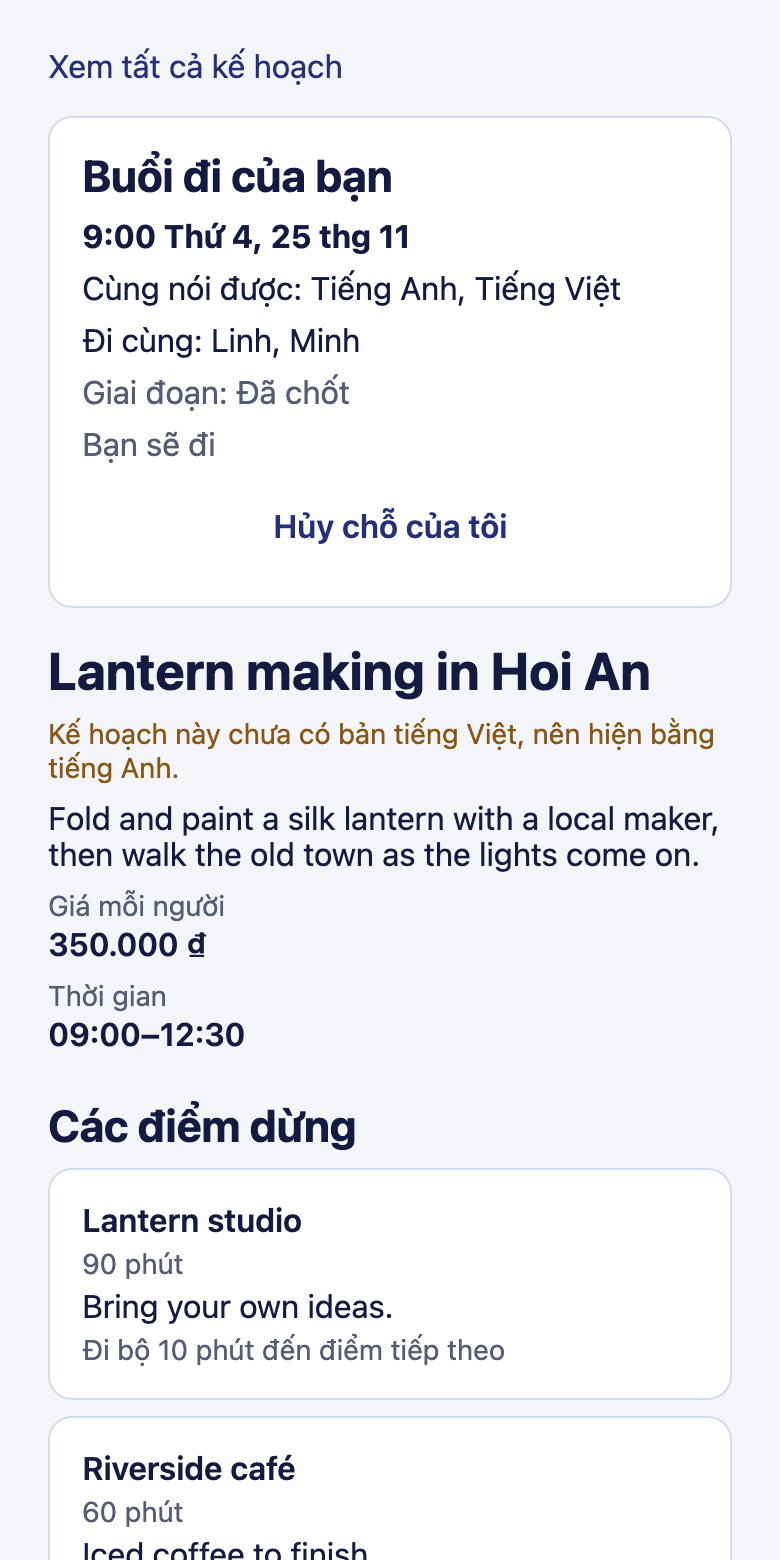 Xem tất cả kế hoạch
Buổi đi của bạn
9:00 Thứ 4, 25 thg 11
Cùng nói được: Tiếng Anh, Tiếng Việt
Đi cùng: Linh, Minh
Giai đoạn: Đã chốt
Bạn sẽ đi
Hủy chỗ của tôi
Lantern making in Hoi An
Kế hoạch này chưa có bản tiếng Việt, nên hiện bằng
tiếng Anh.
Fold and paint a silk lantern with a local maker,
then walk the old town as the lights come on.
Giá mỗi người
350.000 ₫
Thời gian
09:00–12:30
Các điểm dừng
Lantern studio
90 phút
Bring your own ideas.
Đi bộ 10 phút đến điểm tiếp theo
Riverside café
60 phút
Iced coffee to finish